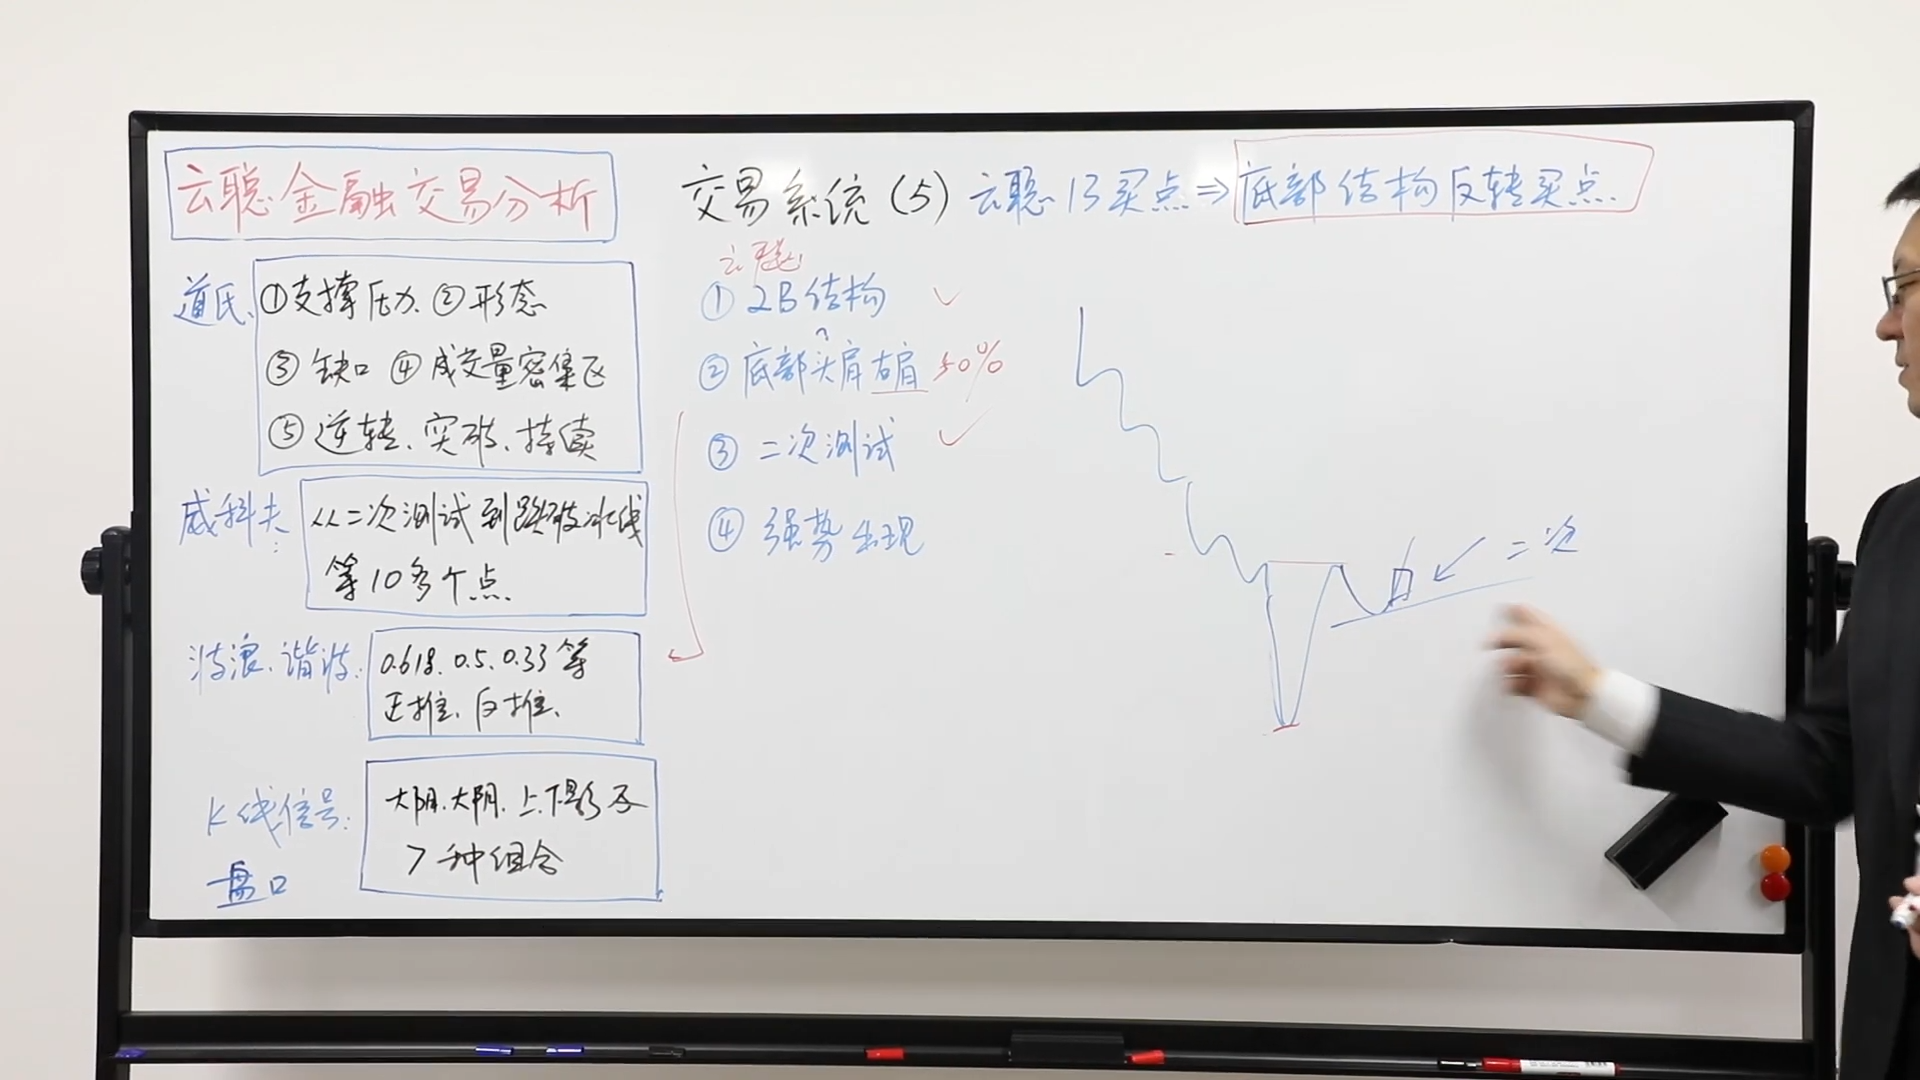 云聪金融交易分析
道氏、①支撑压力②形态
③缺口④成交量密集区
⑤逆转、突破、持续
威科夫: 从二次测试到跌破冰线
等10多个点
波浪、谐波: 0.618、0.5、0.33等
正推、反推、
K线信号: 大阴、大阳、上下影子
7种组合
盘口
交易系统(5)云聪13买点⇒底部结构反转买点
云聪
①2B结构
②底部头肩右肩 50%
③二次测试
④强势出现
二次